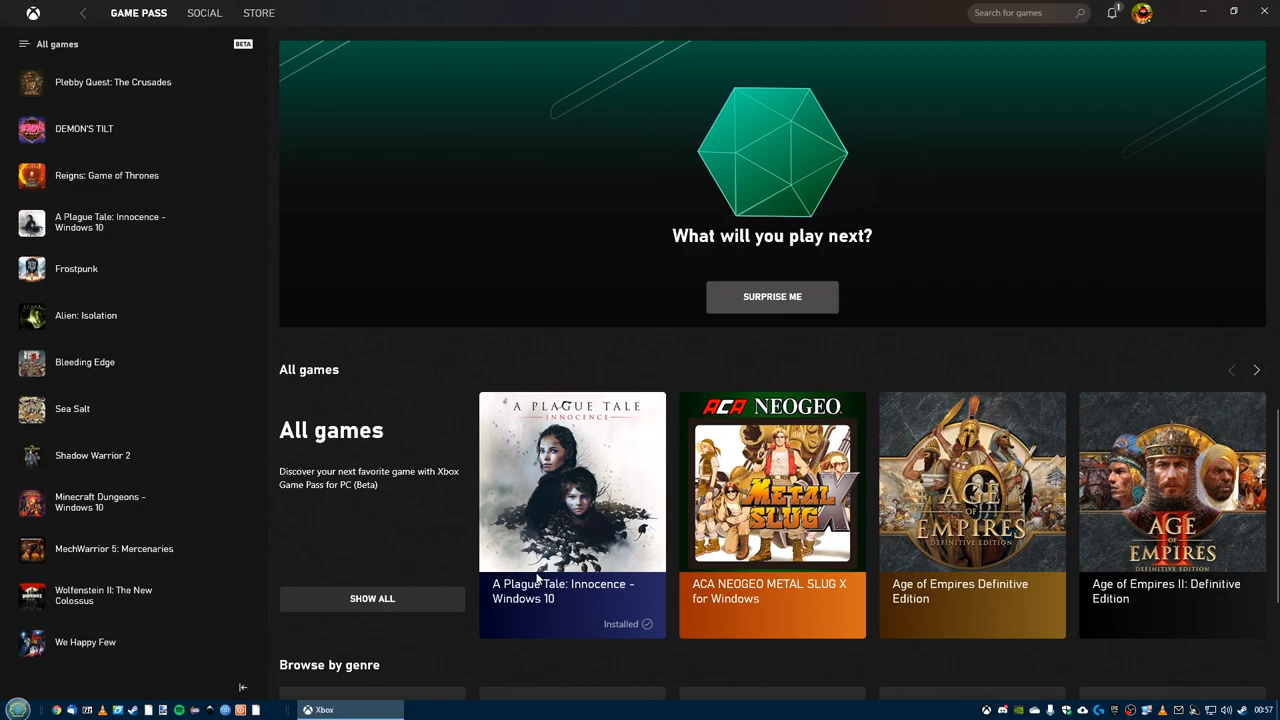 GAME PASS
SOCIAL
STORE
Search for games
1
All games
BETA
Plebby Quest: The Crusades
DEMON'S TILT
Reigns: Game of Thrones
A Plague Tale: Innocence -
Windows 10
Frostpunk
Alien: Isolation
Bleeding Edge
Sea Salt
Shadow Warrior 2
Minecraft Dungeons -
Windows 10
MechWarrior 5: Mercenaries
Wolfenstein II: The New
Colossus
We Happy Few
What will you play next?
SURPRISE ME
All games
All games
Discover your next favorite game with Xbox
Game Pass for PC (Beta)
SHOW ALL
A PLAGUE TALE
INNOCENCE
A Plague Tale: Innocence -
Windows 10
Installed
ACA NEOGEO
METAL
SLUG X
ACA NEOGEO METAL SLUG X
for Windows
AGE
OF
EMPIRES
DEFINITIVE EDITION
Age of Empires Definitive
Edition
AGE
OF
EMPIRES
II
DEFINITIVE EDITION
Age of Empires II: Definitive
Edition
Browse by genre
Xbox
00:57